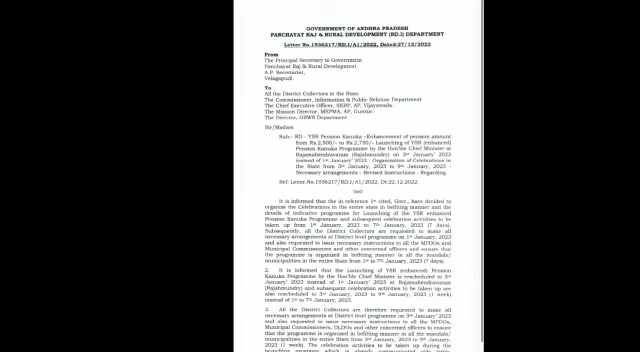 GOVERNMENT OF ANDHRA PRADESH
PANCHAYAT RAJ & RURAL DEVELOPMENT (RD.I) DEPARTMENT
Letter No.1936217/RD.I/A1/2022, Dated:27/12/2022
From
The Principal Secretary to Government
Panchayat Raj & Rural Development
A.P. Secretariat,
Velagapudi.
To
All the District Collectors in the State
The Commissioner, Information & Public Relation Department
The Chief Executive Officer, SERP, AP, Vijayawada.
The Mission Director, MEPMA, AP, Guntur.
The Director, GSWS Department
Sir/Madam
Sub:- RD - YSR Pension Kanuka –Enhancement of pension amount
from Rs.2,500/- to Rs.2,750/- Launching of YSR (enhanced)
Pension Kanuka Programme by the Hon'ble Chief Minister at
Rajamahendravaram (Rajahmundry) on 3rd January' 2023
instead of 1st January' 2023 - Organisation of Celebrations in
the State from 3rd January' 2023 to 9th January' 2023 -
Necessary arrangements – Revised Instructions - Regarding.
Ref: Letter No.1936217/RD.I/A1/2022, Dt:22.12.2022.
It is informed that in the reference 1st cited, Govt., have decided to
organize the Celebrations in the entire state in befitting manner and the
details of indicative programme for Launching of the YSR enhanced
Pension Kanuka programme and subsequent celebration activities to be
taken up from 1st January, 2023 to 7th January, 2023 (7 days).
Subsequently, all the District Collectors are requested to make all
necessary arrangements at District level programme on 1st January, 2023
and also requested to issue necessary instructions to all the MPDOs and
Municipal Commissioners and other concerned officers and ensure that
the programme is organized in befitting manner in all the mandals/
municipalities in the entire State from 1st to 7th January, 2023 (7 days).
2. It is informed that the Launching of YSR (enhanced) Pension
Kanuka Programme by the Hon'ble Chief Minister is rescheduled to 3rd
January' 2023 instead of 1st January' 2023 at Rajamahendravaram
(Rajahmundry) and subsequent celebration activities to be taken up are
also rescheduled to 3rd January, 2023 to 9th January, 2023 (1 week)
instead of 1st to 7th January, 2023.
3. All the District Collectors are therefore requested to make all
necessary arrangements at District level programme on 3rd January, 2023
and also requested to issue necessary instructions to all the MPDOs,
Municipal Commissioners, DLDOs and other concerned officers to ensure
that the programme is organized in befitting manner in all the mandals/
municipalities in the entire State from 3rd January, 2023 to 9th January,
2023 (1 week). The celebration activities to be taken up during the
launching programme which is already communicated vide letter